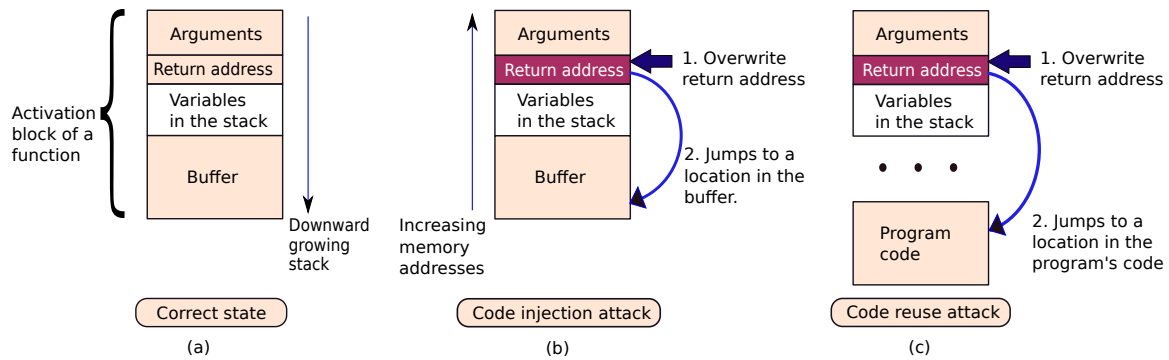 Activation
block of a
function
Arguments
Return address
Variables
in the stack
Buffer
Downward
growing
stack
Correct state
(a)
Increasing
memory
addresses
Arguments
Return address
Variables
in the stack
Buffer
1. Overwrite
return address
2. Jumps to a
location in the
buffer.
Code injection attack
(b)
Arguments
Return address
Variables
in the stack
Program
code
1. Overwrite
return address
2. Jumps to a
location in the
program's code
Code reuse attack
(c)